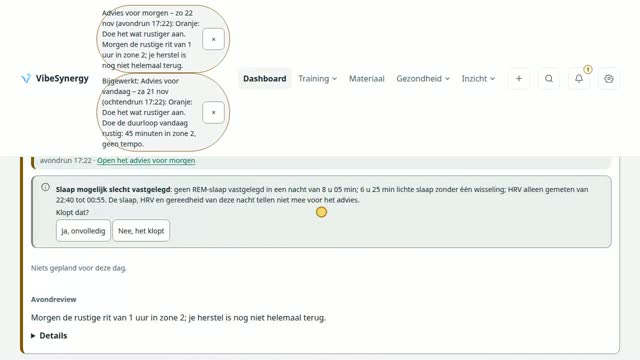 Advies voor morgen – zo 22
nov (avondrun 17:22): Oranje:
Doe het wat rustiger aan.
Morgen de rustige rit van 1
uur in zone 2; je herstel is
nog niet helemaal terug.
×
Bijgewerkt: Advies voor
vandaag – za 21 nov
(ochtendrun 17:22): Oranje:
Doe het wat rustiger aan.
Doe de duurloop vandaag
rustig: 45 minuten in zone 2,
geen tempo.
×
VibeSynergy
Dashboard
Training
Materiaal
Gezondheid
Inzicht
1
avondrun 17:22 · Open het advies voor morgen
Slaap mogelijk slecht vastgelegd: geen REM-slaap vastgelegd in een nacht van 8 u 05 min; 6 u 25 min lichte slaap zonder één wisseling; HRV alleen gemeten van
22:40 tot 00:55. De slaap, HRV en gereedheid van deze nacht tellen niet mee voor het advies.
Klopt dat?
Ja, onvolledig
Nee, het klopt
Niets gepland voor deze dag.
Avondreview
Morgen de rustige rit van 1 uur in zone 2; je herstel is nog niet helemaal terug.
Details